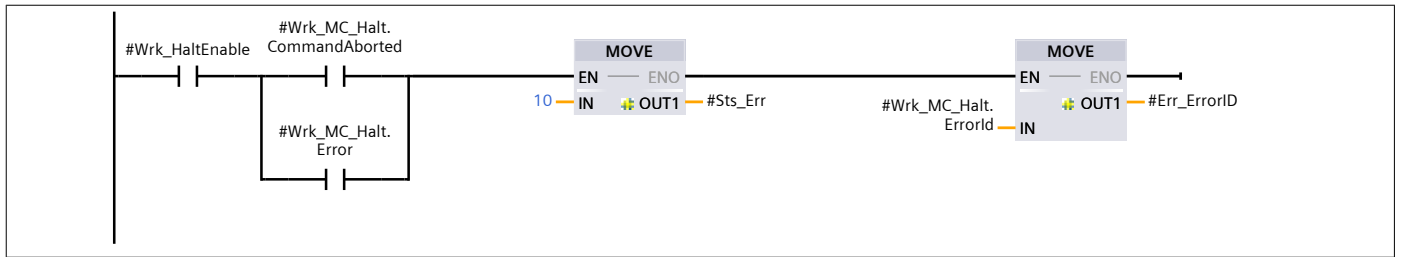 #Wrk_HaltEnable
#Wrk_MC_Halt.
CommandAborted
MOVE
MOVE
EN
ENO
EN
ENO
10
IN
OUT1
#Sts_Err
#Wrk_MC_Halt.
ErrorId
IN
OUT1
#Err_ErrorID
#Wrk_MC_Halt.
Error